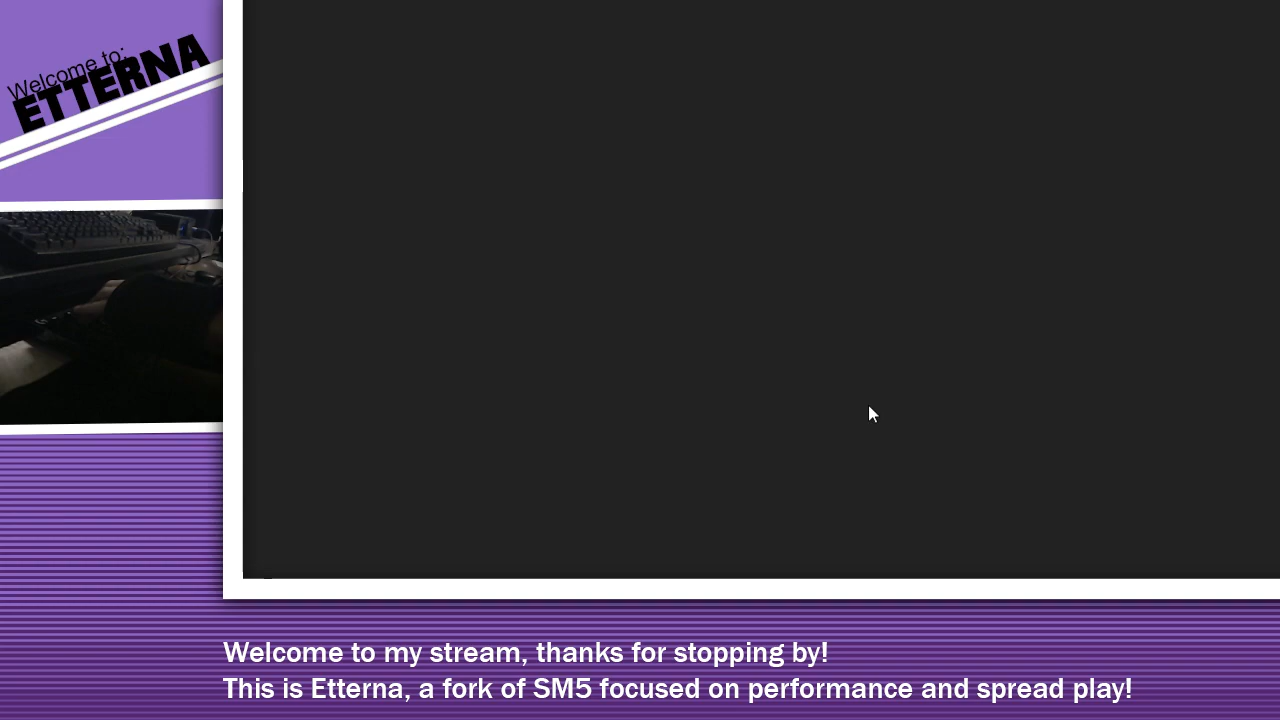 Welcome to:
ETTERNA
Welcome to my stream, thanks for stopping by!
This is Etterna, a fork of SM5 focused on performance and spread play!